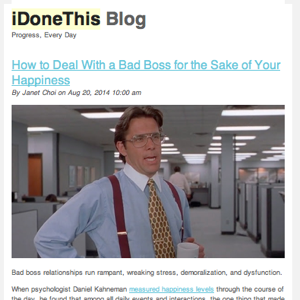 iDoneThis Blog
Progress, Every Day
How to Deal With a Bad Boss for the Sake of Your
Happiness
By Janet Choi on Aug 20, 2014 10:00 am
Bad boss relationships run rampant, wreaking stress, demoralization, and dysfunction.
When psychologist Daniel Kahneman measured happiness levels through the course of
the day, he found that among all daily events and interactions, the one thing that made